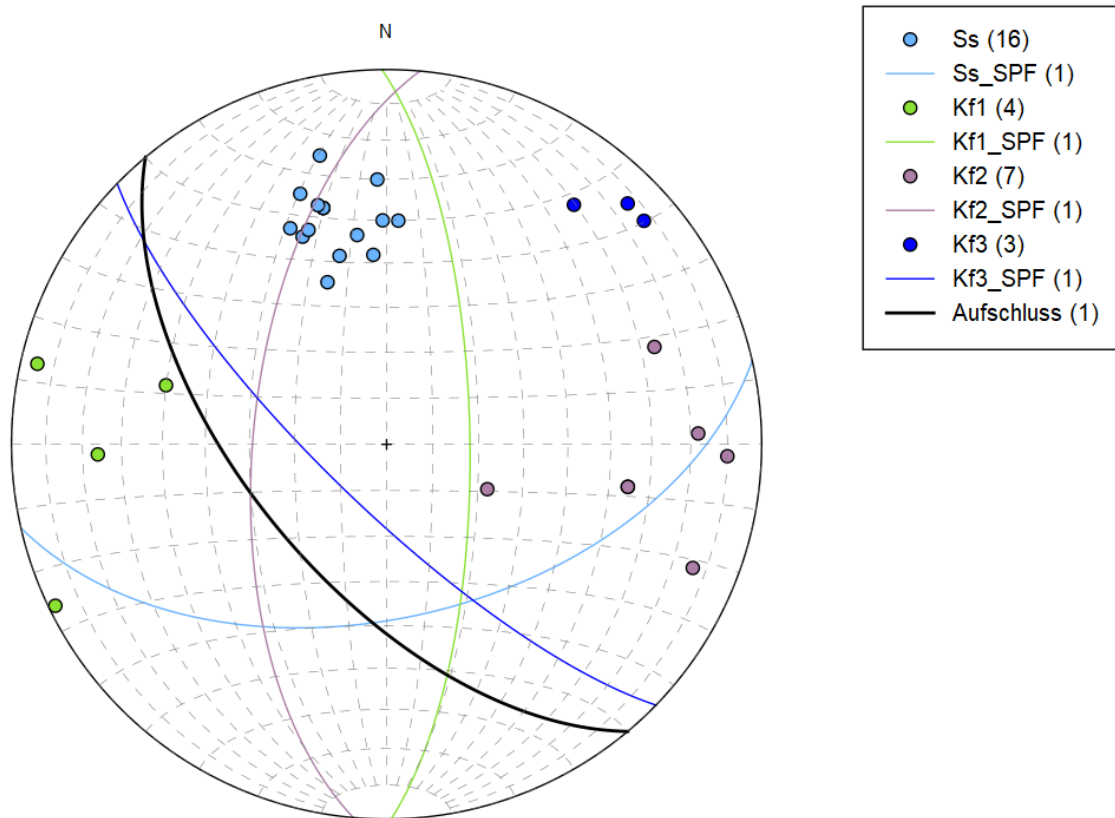 N
Ss (16)
Ss_SPF (1)
Kf1 (4)
Kf1_SPF (1)
Kf2 (7)
Kf2_SPF (1)
Kf3 (3)
Kf3_SPF (1)
Aufschluss (1)